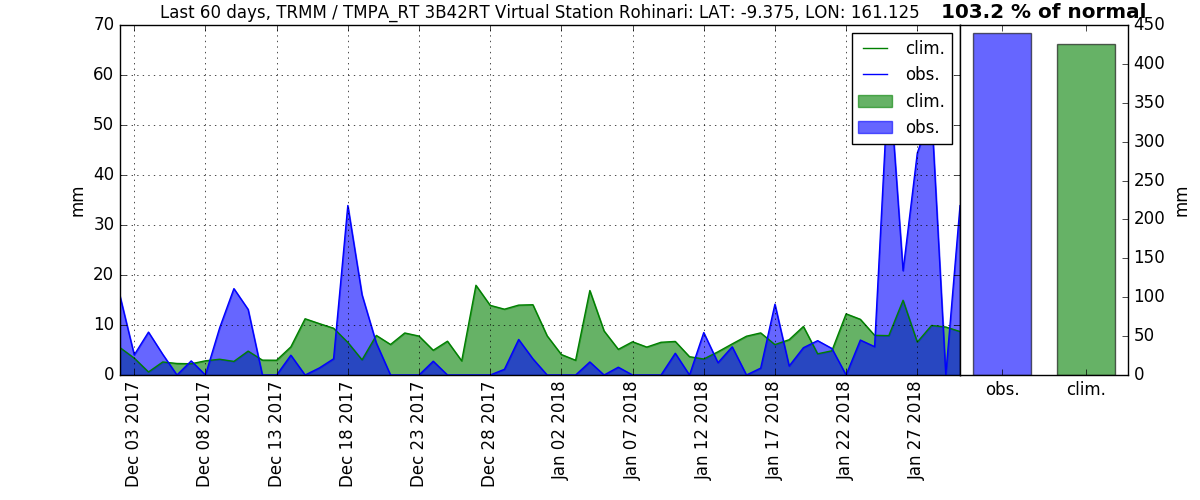 Last 60 days, TRMM / TMPA_RT 3B42RT Virtual Station Rohinari: LAT: -9.375, LON: 161.125
103.2 % of normal
70
60
50
40
30
20
10
0
mm
clim.
obs.
clim.
obs.
450
400
350
300
250
200
150
100
50
0
mm
obs.
clim.
Dec 03 2017
Dec 08 2017
Dec 13 2017
Dec 18 2017
Dec 23 2017
Dec 28 2017
Jan 02 2018
Jan 07 2018
Jan 12 2018
Jan 17 2018
Jan 22 2018
Jan 27 2018